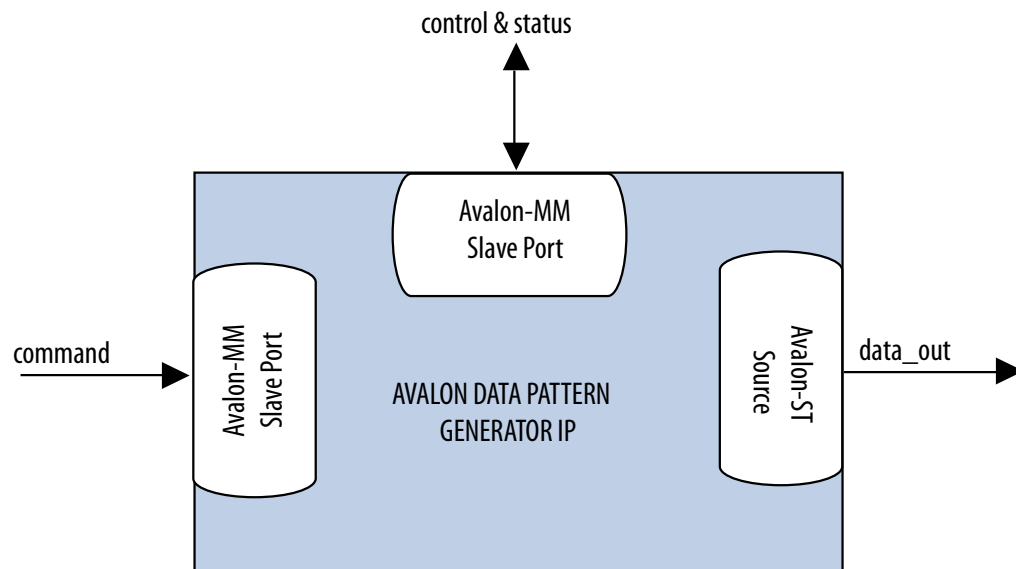 control & status
Avalon-MM
Slave Port
command
Avalon-MM
Slave Port
AVALON DATA PATTERN
GENERATOR IP
Avalon-ST
Source
data_out